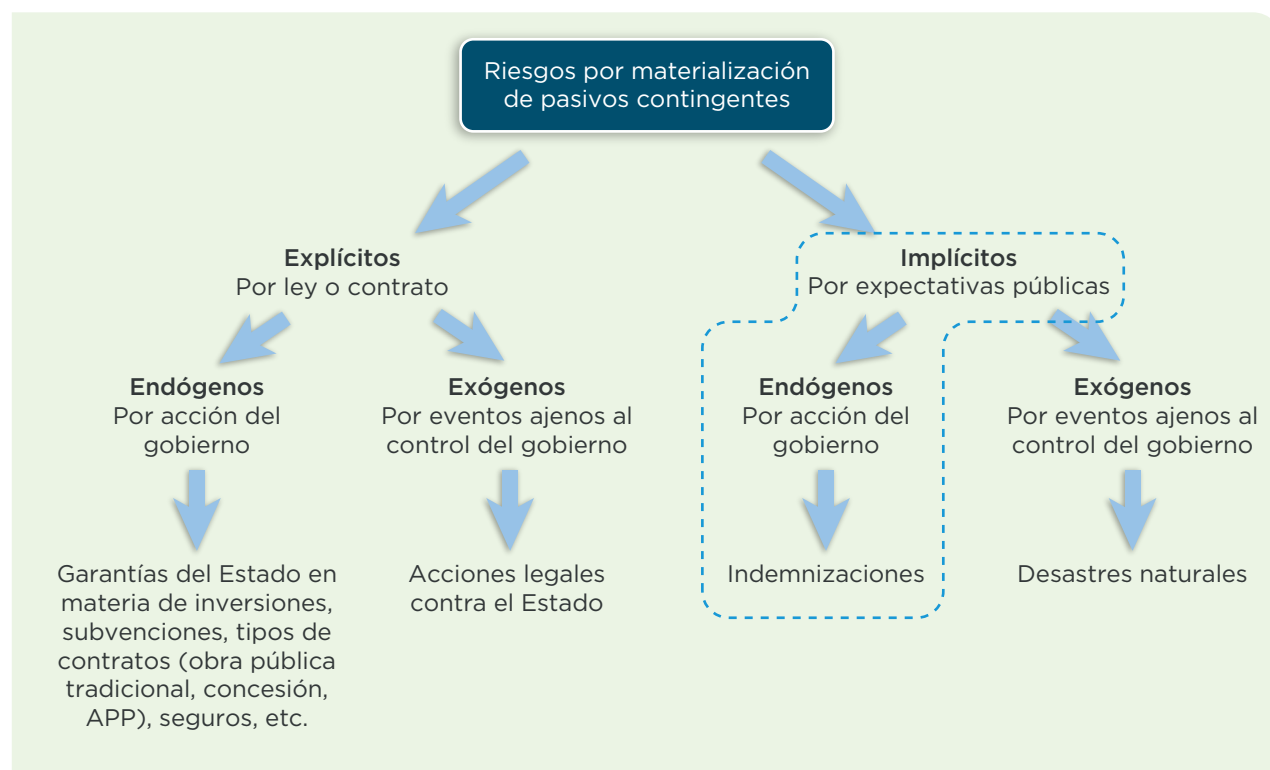 Riesgos por materialización
de pasivos contingentes
Explícitos
Por ley o contrato
Implícitos
Por expectativas públicas
Endógenos
Por acción del
gobierno
Exógenos
Por eventos ajenos al
control del gobierno
Endógenos
Por acción del
gobierno
Exógenos
Por eventos ajenos al
control del gobierno
Garantías del Estado en
materia de inversiones,
subvenciones, tipos de
contratos (obra pública
tradicional, concesión,
APP), seguros, etc.
Acciones legales
contra el Estado
Indemnizaciones
Desastres naturales